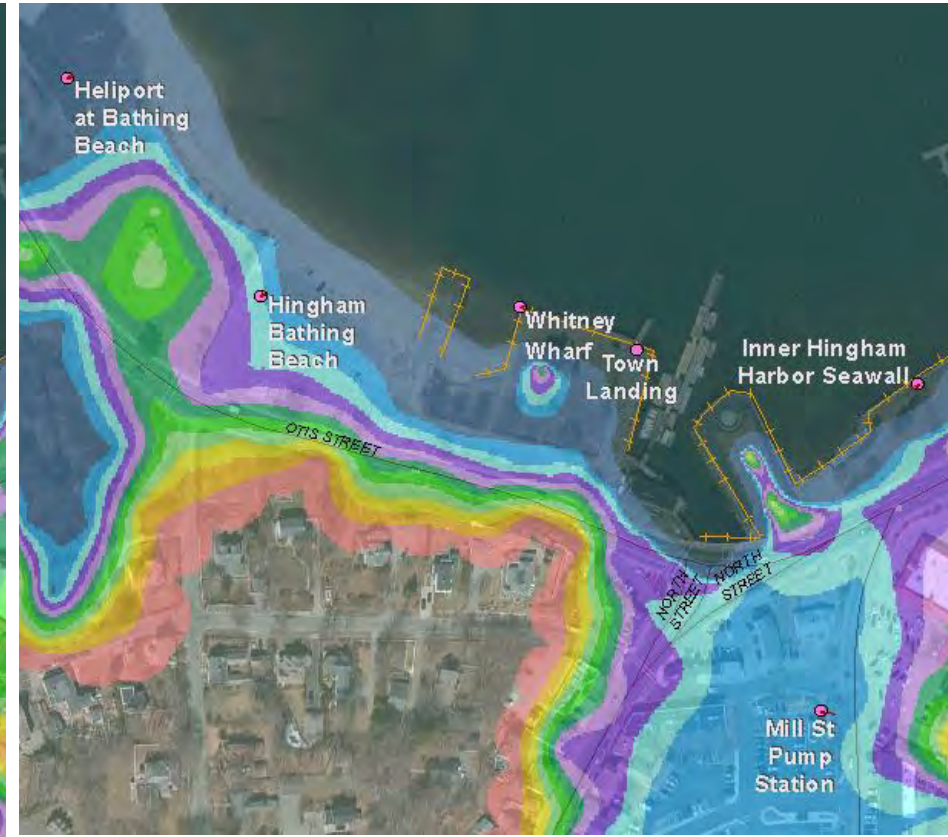 Heliport
at Bathing
Beach
Hingham
Bathing
Beach
Whitney
Wharf
Town
Landing
Inner Hingham
Harbor Seawall
OTIS STREET
NORTH
STREET
NORTH
STREET
Mill St
Pump
Station